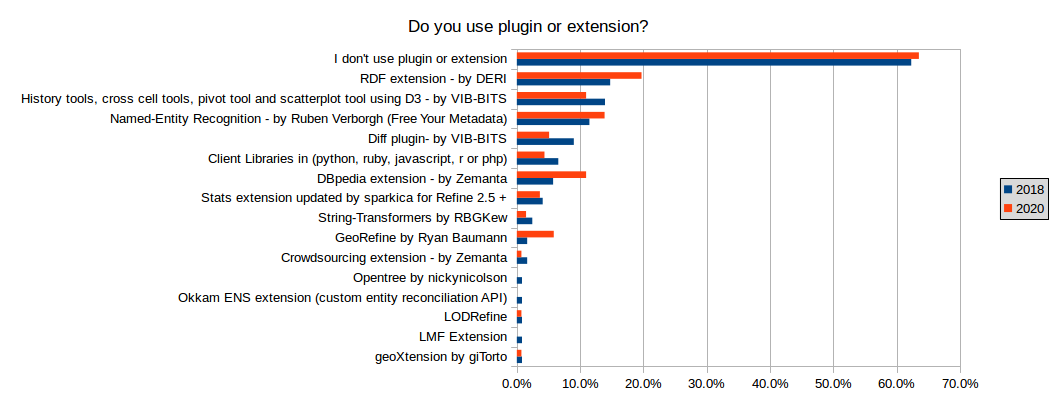 Do you use plugin or extension?
I don't use plugin or extension
RDF extension - by DERI
History tools, cross cell tools, pivot tool and scatterplot tool using D3 - by VIB-BITS
Named-Entity Recognition - by Ruben Verborgh (Free Your Metadata)
Diff plugin- by VIB-BITS
Client Libraries in (python, ruby, javascript, r or php)
DBpedia extension - by Zemanta
Stats extension updated by sparkica for Refine 2.5 +
String-Transformers by RBGKew
GeoRefine by Ryan Baumann
Crowdsourcing extension - by Zemanta
Opentree by nickynicolson
Okkam ENS extension (custom entity reconciliation API)
LODRefine
LMF Extension
geoXtension by giTorto
0.0% 10.0% 20.0% 30.0% 40.0% 50.0% 60.0% 70.0%
2018
2020